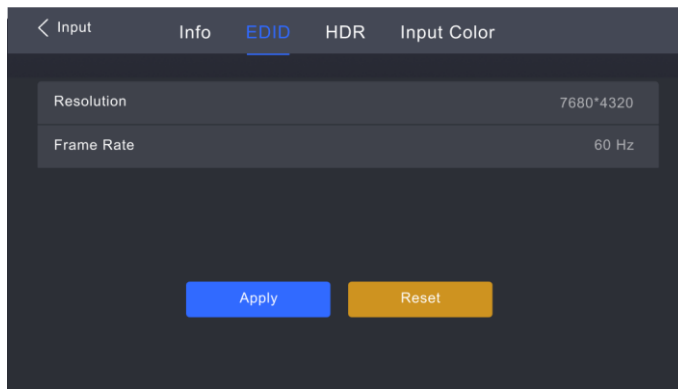 Input Info EDID HDR Input Color
Resolution 7680*4320
Frame Rate 60 Hz
Apply Reset